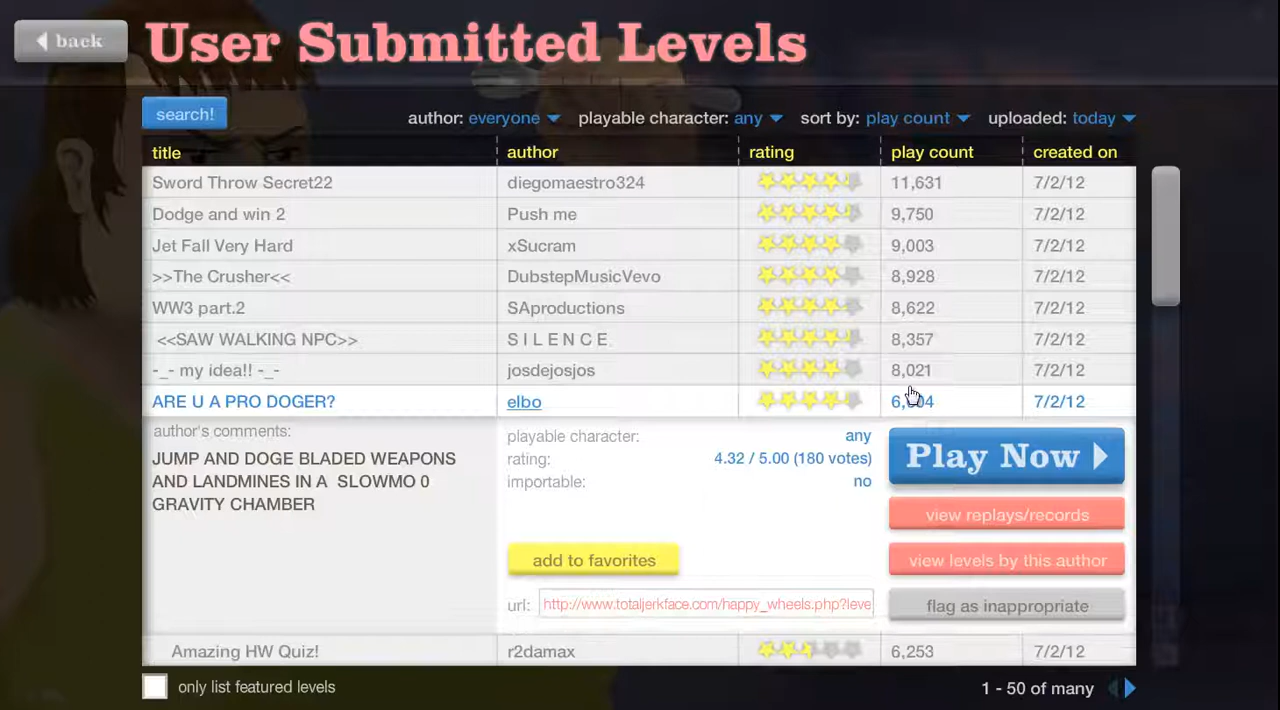 back
User Submitted Levels
search!
author: everyone playable character: any sort by: play count uploaded: today
title author rating play count created on
Sword Throw Secret22 diegomaestro324 11,631 7/2/12
Dodge and win 2 Push me 9,750 7/2/12
Jet Fall Very Hard xSucram 9,003 7/2/12
>>The Crusher<< DubstepMusicVevo 8,928 7/2/12
WW3 part.2 SAproductions 8,622 7/2/12
<<SAW WALKING NPC>> S I L E N C E 8,357 7/2/12
-_- my idea!! -_- josdejosjos 8,021 7/2/12
ARE U A PRO DOGER? elbo 7/2/12
author's comments:
JUMP AND DOGE BLADED WEAPONS
AND LANDMINES IN A SLOWMO 0
GRAVITY CHAMBER
playable character: any
rating: 4.32 / 5.00 (180 votes)
importable: no
add to favorites
url: http://www.totaljerkface.com/happy_wheels.php?leve
Play Now
view replays/records
view levels by this author
flag as inappropriate
Amazing HW Quiz! r2damax 6,253 7/2/12
only list featured levels
1 - 50 of many